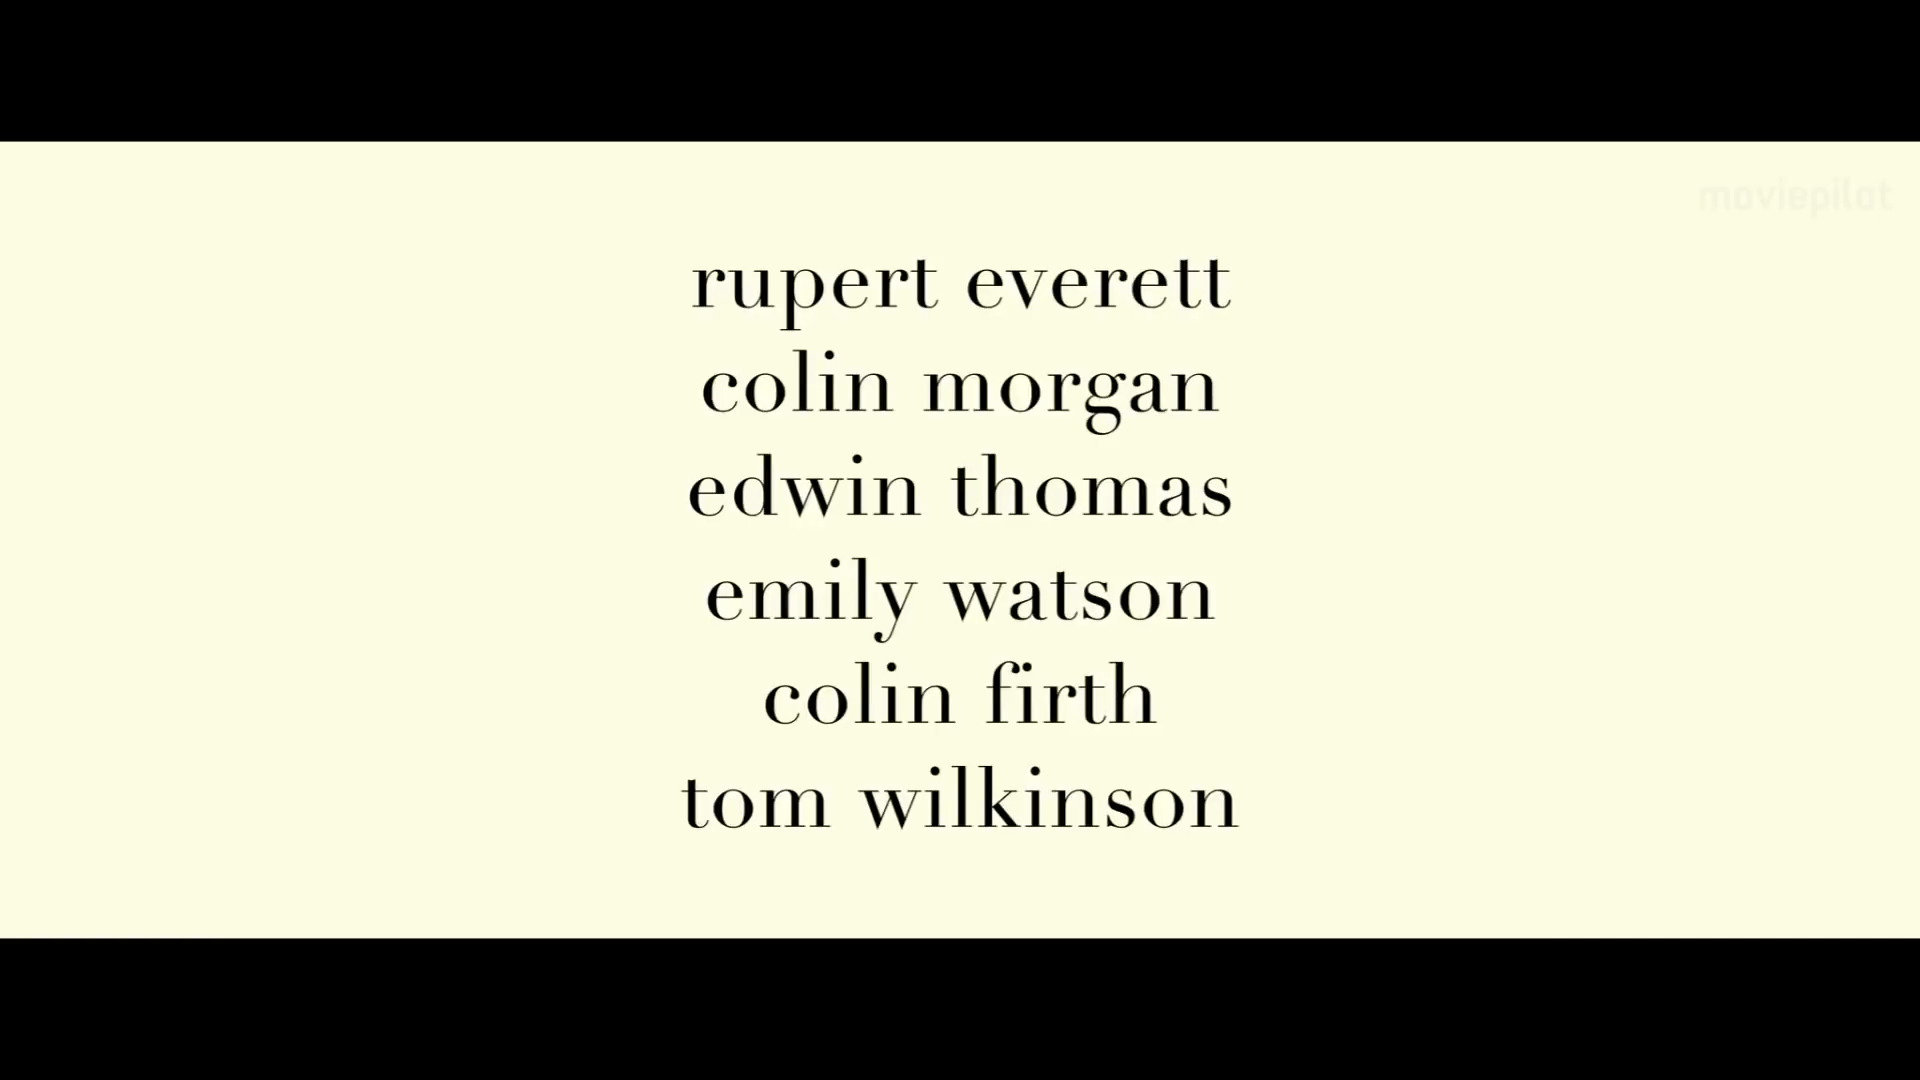 moviepilot
rupert everett
colin morgan
edwin thomas
emily watson
colin firth
tom wilkinson